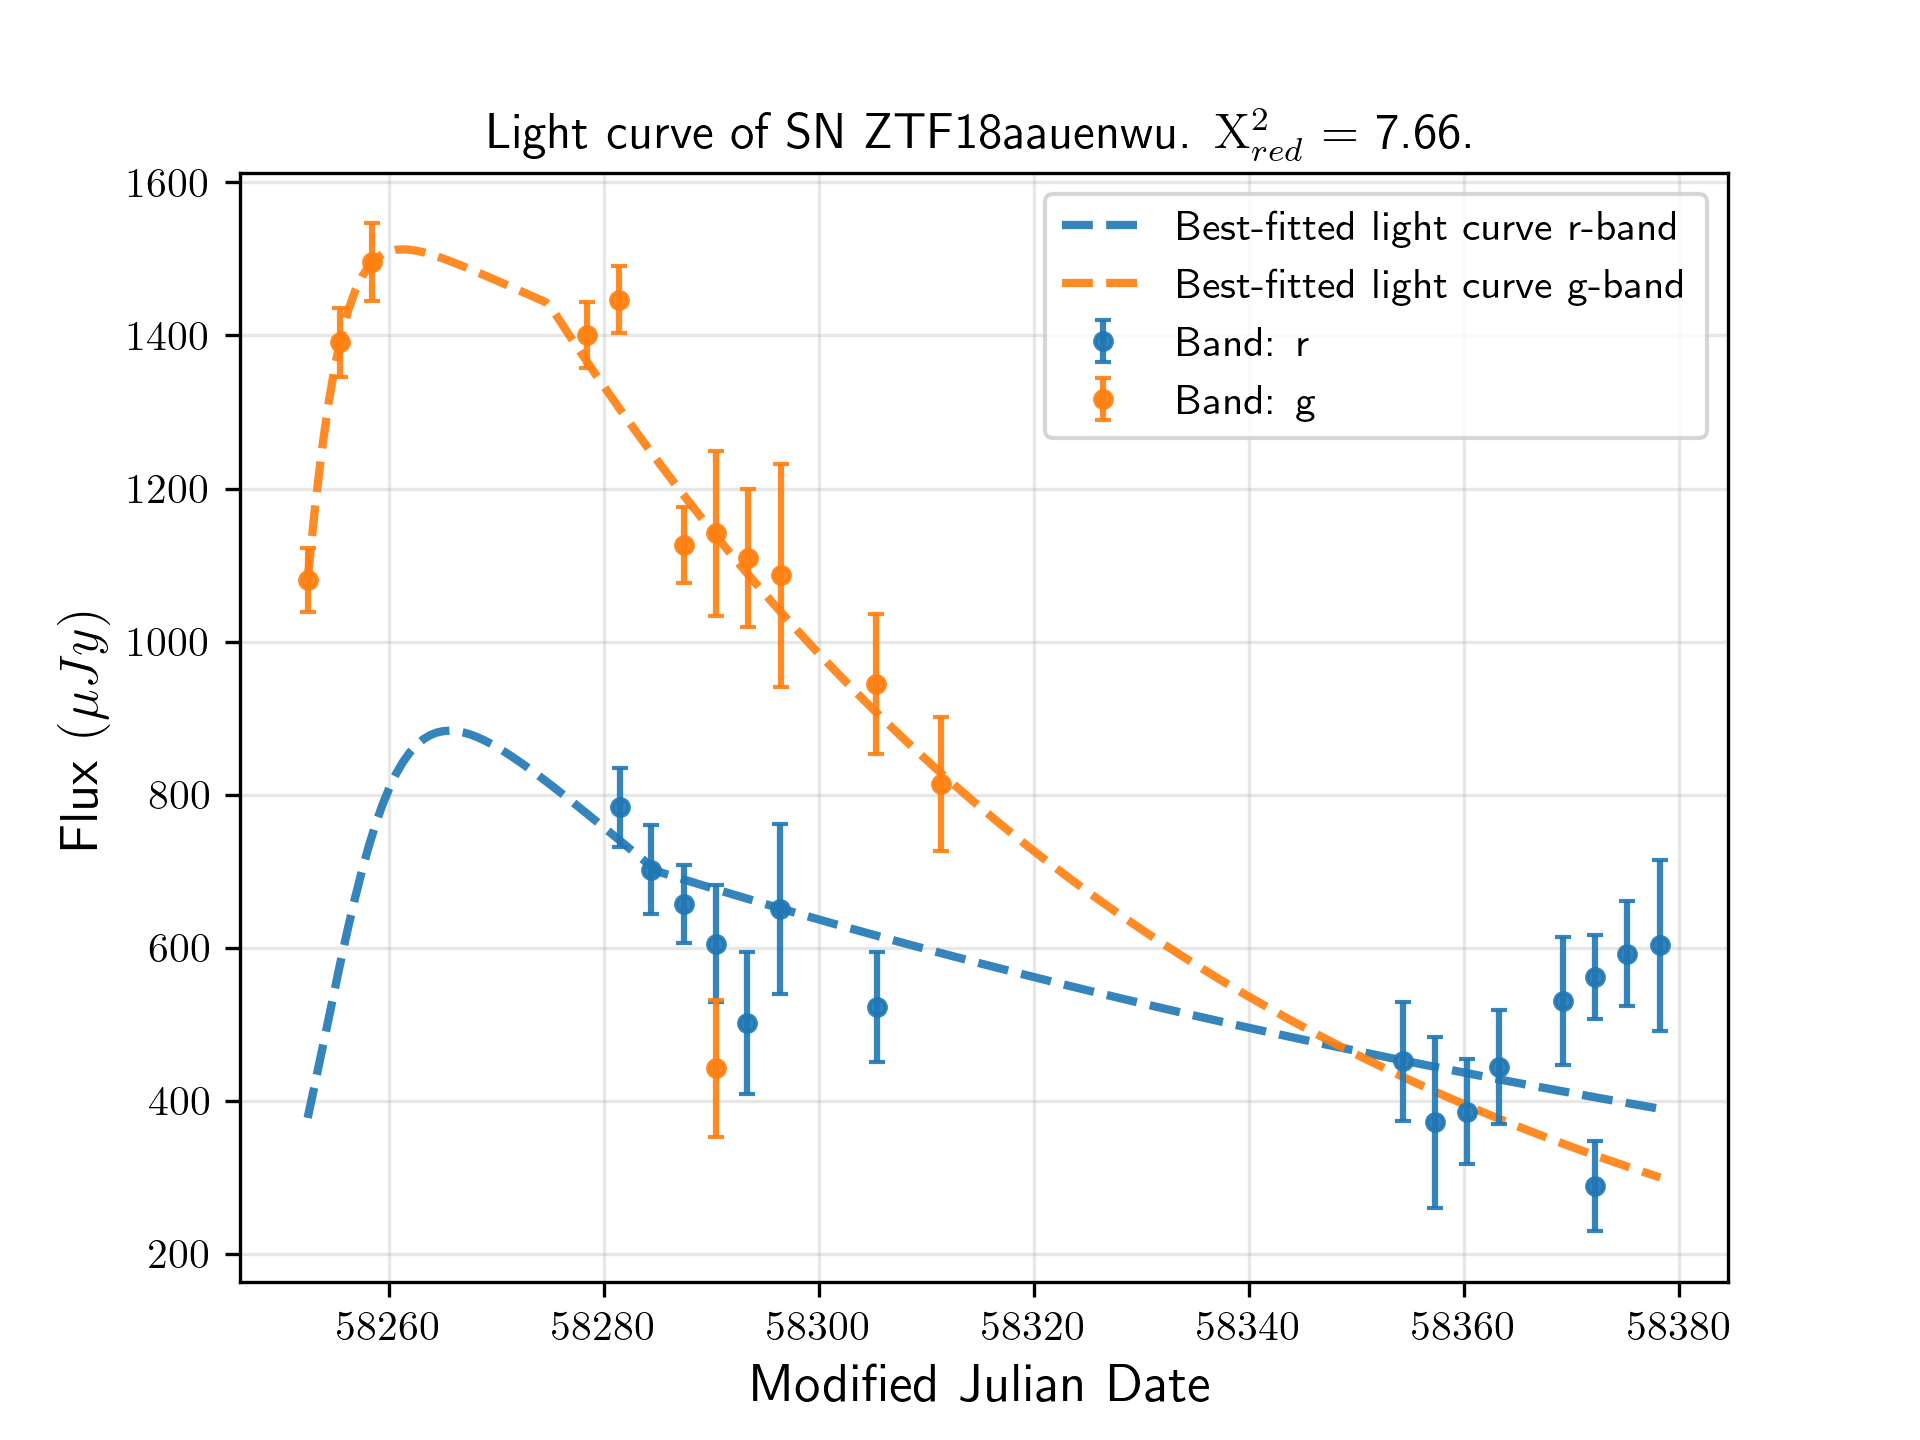 Light curve of SN ZTF18aauenwu. X²_red = 7.66.
1600
1400
1200
1000
800
600
400
200
Flux (μJy)
Best-fitted light curve r-band
Best-fitted light curve g-band
Band: r
Band: g
58260 58280 58300 58320 58340 58360 58380
Modified Julian Date